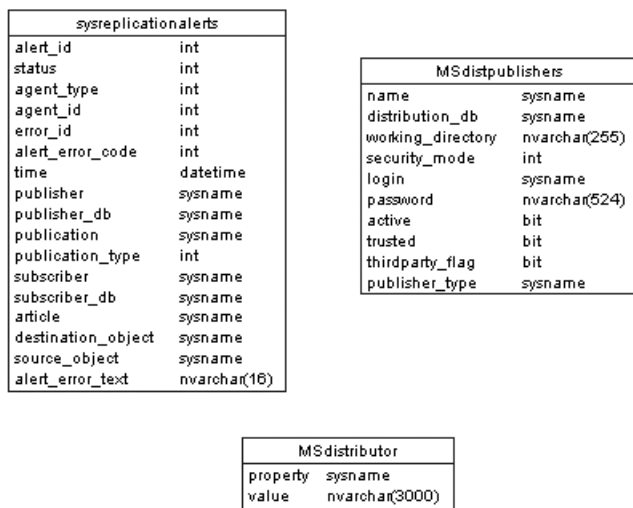 sysreplicationalerts
alert_id int
status int
agent_type int
agent_id int
error_id int
alert_error_code int
time datetime
publisher sysname
publisher_db sysname
publication sysname
publication_type int
subscriber sysname
subscriber_db sysname
article sysname
destination_object sysname
source_object sysname
alert_error_text nvarchar(16)
MSdistpublishers
name sysname
distribution_db sysname
working_directory nvarchar(255)
security_mode int
login sysname
password nvarchar(524)
active bit
trusted bit
thirdparty_flag bit
publisher_type sysname
MSdistributor
property sysname
value nvarchar(3000)